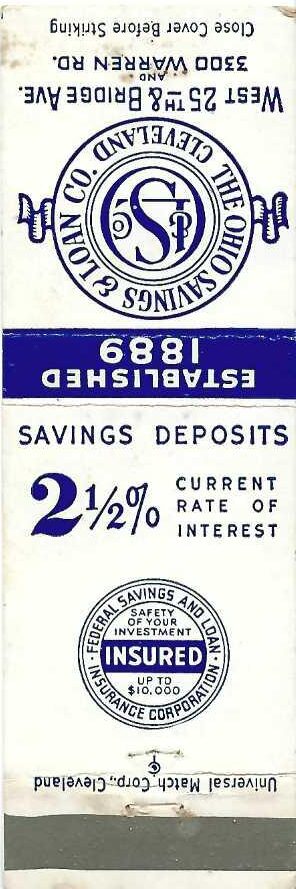 ESTABLISHED
1889
THE OHIO SAVINGS & LOAN CO.
CLEVELAND
WEST 25TH & BRIDGE AVE.
AND
3300 WARREN RD.
Close Cover Before Striking
SAVINGS DEPOSITS
2½%
CURRENT
RATE OF
INTEREST
FEDERAL SAVINGS AND LOAN
INSURANCE CORPORATION
SAFETY
OF YOUR
INVESTMENT
INSURED
UP TO
$10,000
Universal Match Corp., Cleveland